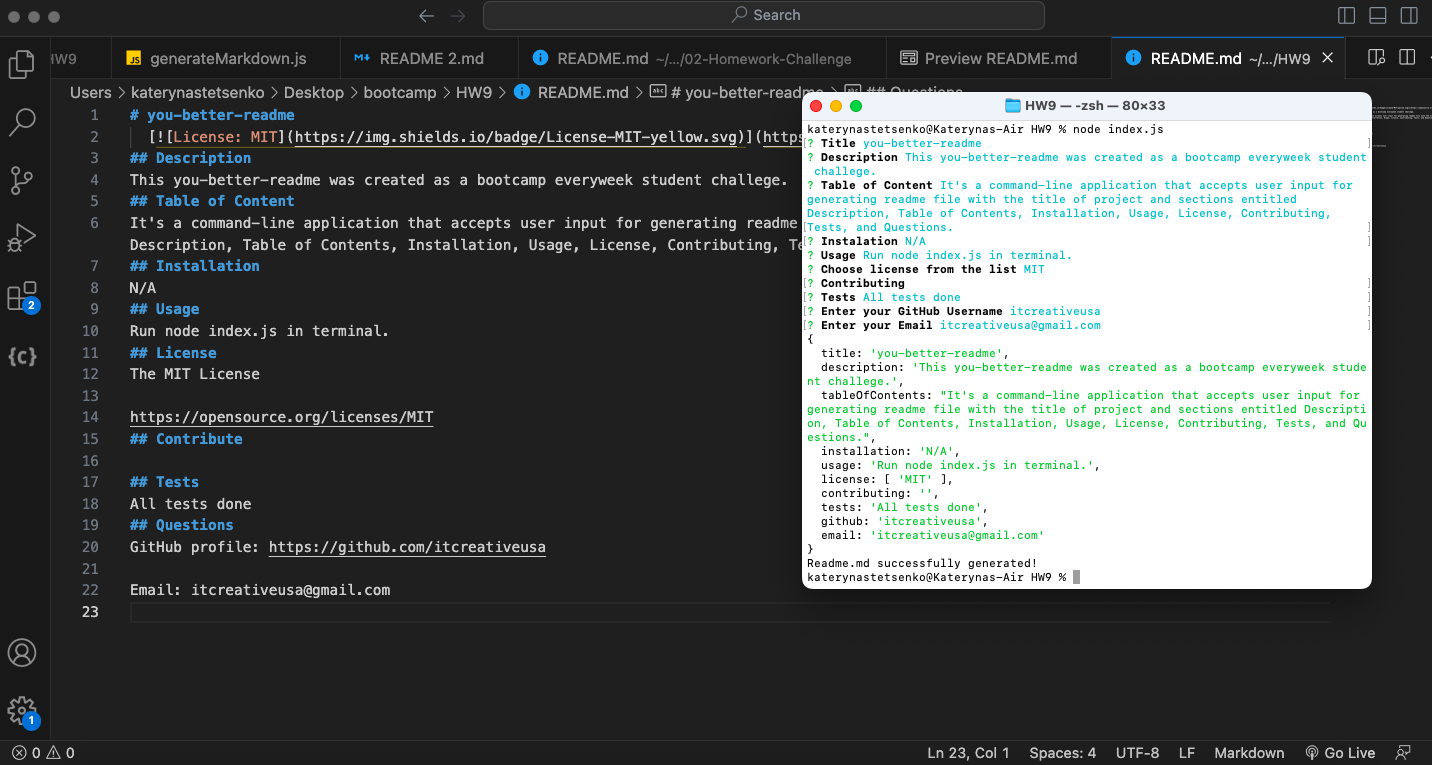 Search
HW9
JS generateMarkdown.js
README 2.md
README.md ~/.../02-Homework-Challenge
Preview README.md
README.md ~/.../HW9
Users > katerynastetsenko > Desktop > bootcamp > HW9 > README.md > # you-better-readme > ## Questions
1 # you-better-readme
2 [![License: MIT](https://img.shields.io/badge/License-MIT-yellow.svg)](https
3 ## Description
4 This you-better-readme was created as a bootcamp everyweek student challege.
5 ## Table of Content
6 It's a command-line application that accepts user input for generating readme
Description, Table of Contents, Installation, Usage, License, Contributing, Te
7 ## Installation
8 N/A
9 ## Usage
10 Run node index.js in terminal.
11 ## License
12 The MIT License
13
14 https://opensource.org/licenses/MIT
15 ## Contribute
16
17 ## Tests
18 All tests done
19 ## Questions
20 GitHub profile: https://github.com/itcreativeusa
21
22 Email: itcreativeusa@gmail.com
23
HW9 — -zsh — 80×33
katerynastetsenko@Katerynas-Air HW9 % node index.js
[? Title you-better-readme ]
? Description This you-better-readme was created as a bootcamp everyweek student
challege.
? Table of Content It's a command-line application that accepts user input for
generating readme file with the title of project and sections entitled
Description, Table of Contents, Installation, Usage, License, Contributing,
[Tests, and Questions. ]
[? Instalation N/A ]
? Usage Run node index.js in terminal.
? Choose license from the list MIT
[? Contributing ]
[? Tests All tests done ]
[? Enter your GitHub Username itcreativeusa ]
[? Enter your Email itcreativeusa@gmail.com ]
{
title: 'you-better-readme',
description: 'This you-better-readme was created as a bootcamp everyweek stude
nt challege.',
tableOfContents: "It's a command-line application that accepts user input for
generating readme file with the title of project and sections entitled Descripti
on, Table of Contents, Installation, Usage, License, Contributing, Tests, and Qu
estions.",
installation: 'N/A',
usage: 'Run node index.js in terminal.',
license: [ 'MIT' ],
contributing: '',
tests: 'All tests done',
github: 'itcreativeusa',
email: 'itcreativeusa@gmail.com'
}
Readme.md successfully generated!
katerynastetsenko@Katerynas-Air HW9 %
2
{c}
1
0 0
Ln 23, Col 1 Spaces: 4 UTF-8 LF Markdown Go Live